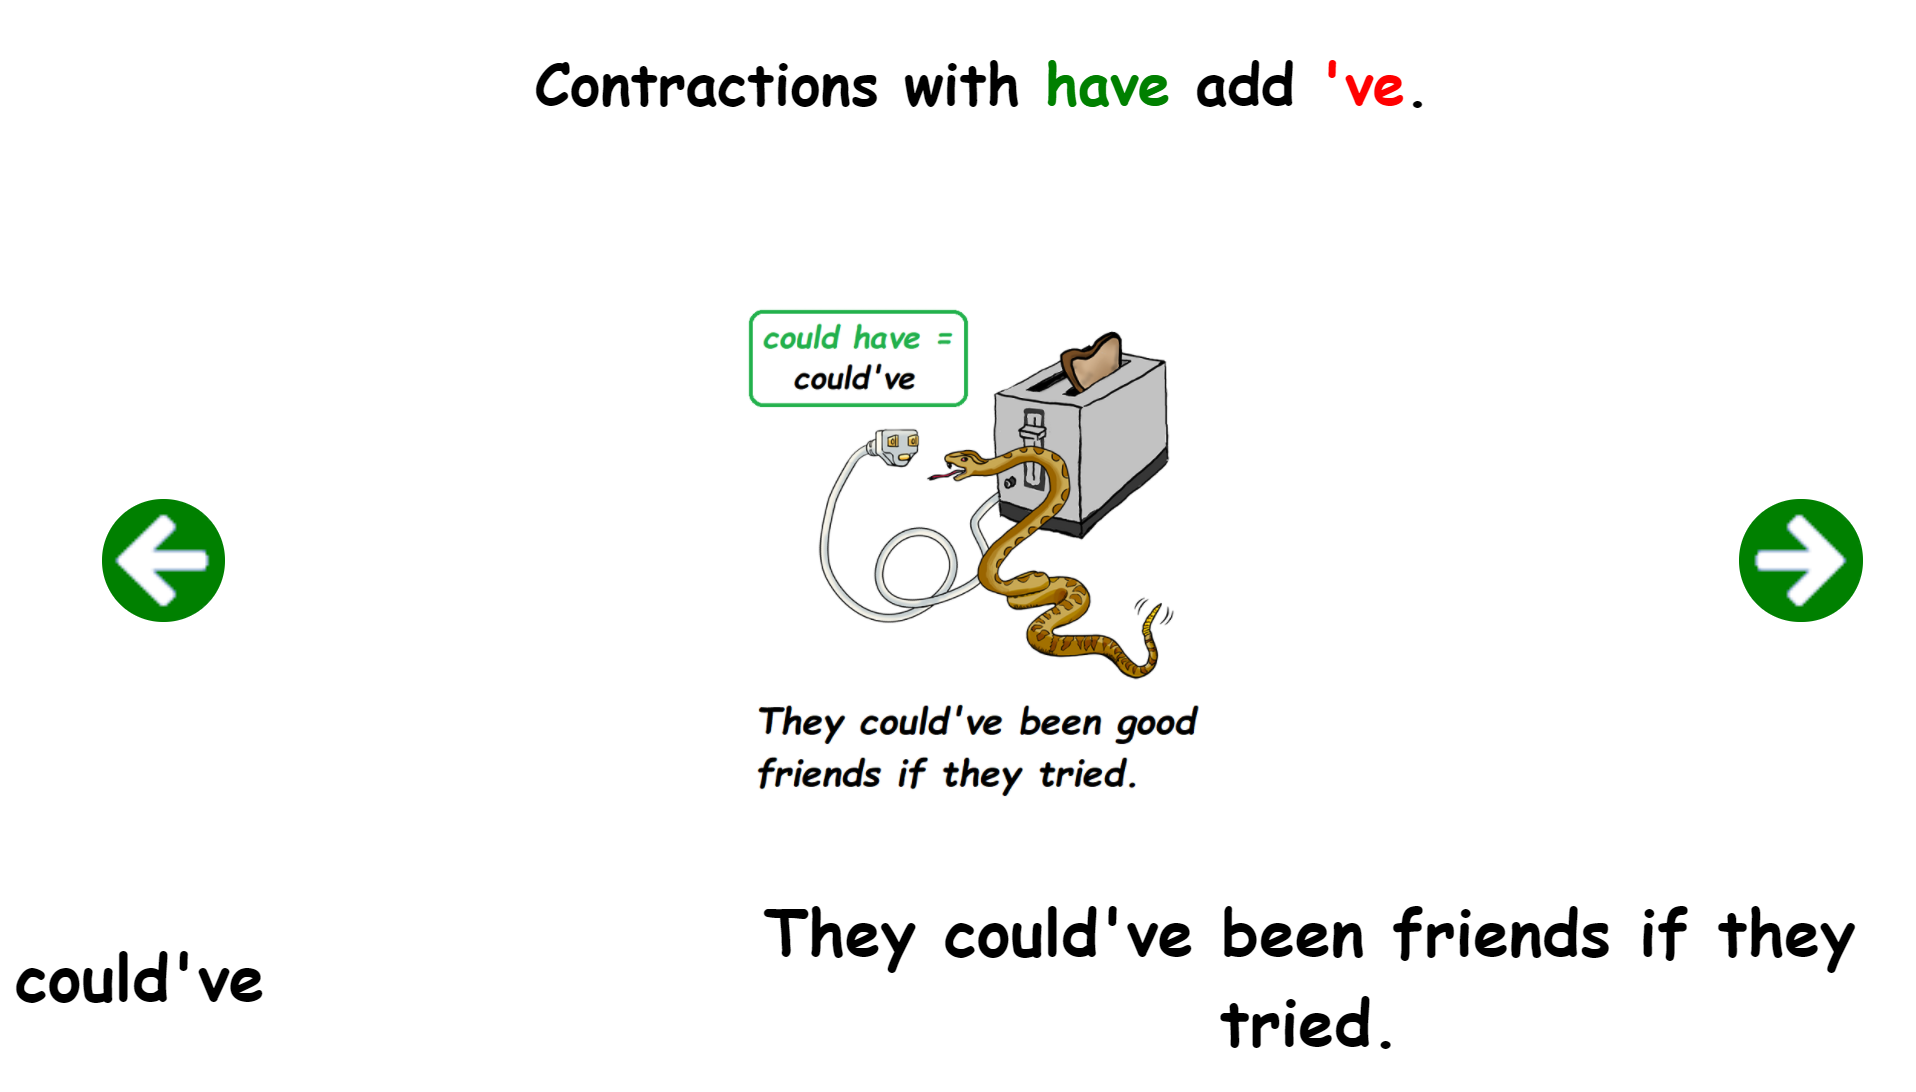 Contractions with have add 've.
could have =
could've
They could've been good
friends if they tried.
could've
They could've been friends if they
tried.